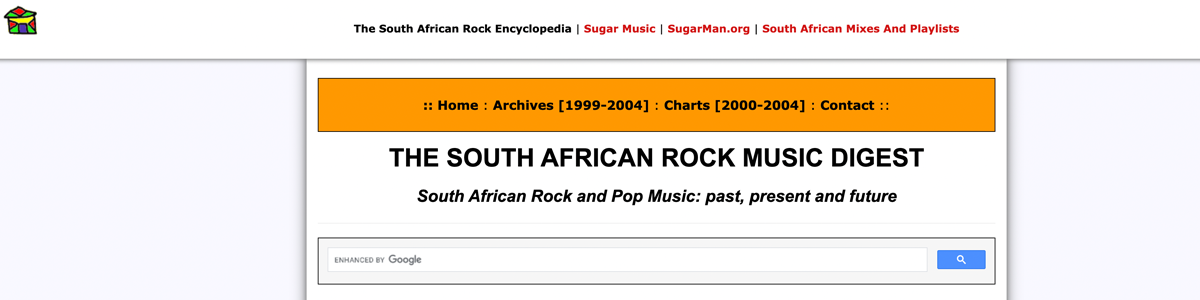 The South African Rock Encyclopedia | Sugar Music | SugarMan.org | South African Mixes And Playlists
:: Home : Archives [1999-2004] : Charts [2000-2004] : Contact ::
THE SOUTH AFRICAN ROCK MUSIC DIGEST
South African Rock and Pop Music: past, present and future
ENHANCED BY Google